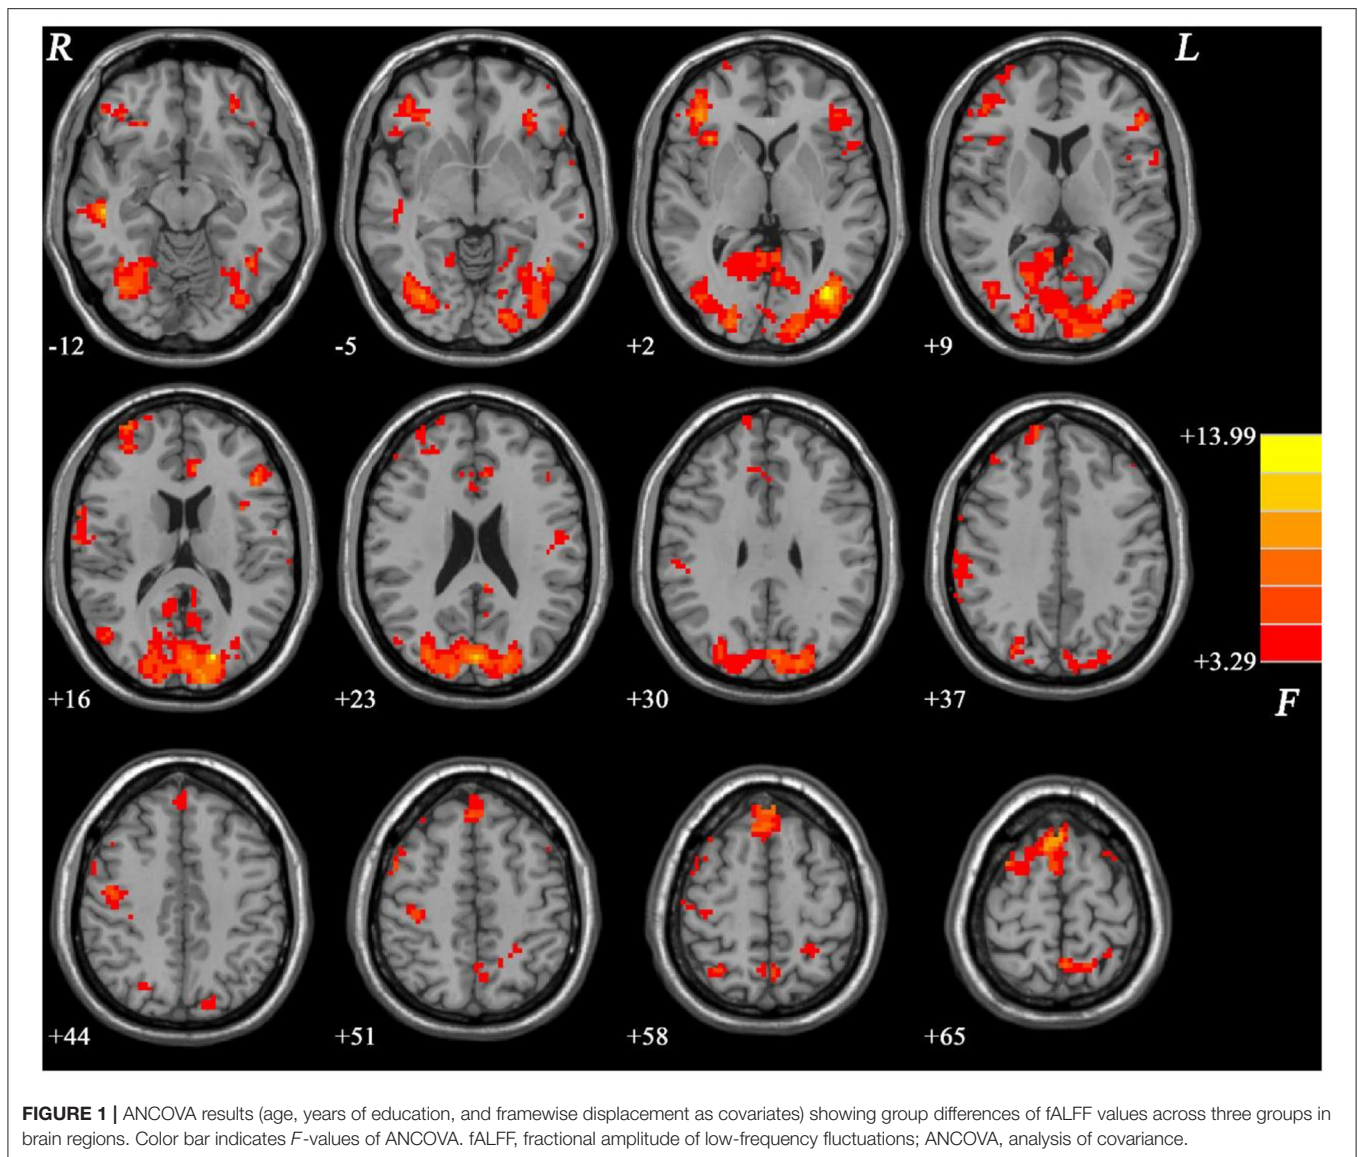 R L
-12 -5 +2 +9
+13.99
+3.29
+16 +23 +30 +37
F
+44 +51 +58 +65
FIGURE 1 | ANCOVA results (age, years of education, and framewise displacement as covariates) showing group differences of fALFF values across three groups in
brain regions. Color bar indicates F-values of ANCOVA. fALFF, fractional amplitude of low-frequency fluctuations; ANCOVA, analysis of covariance.